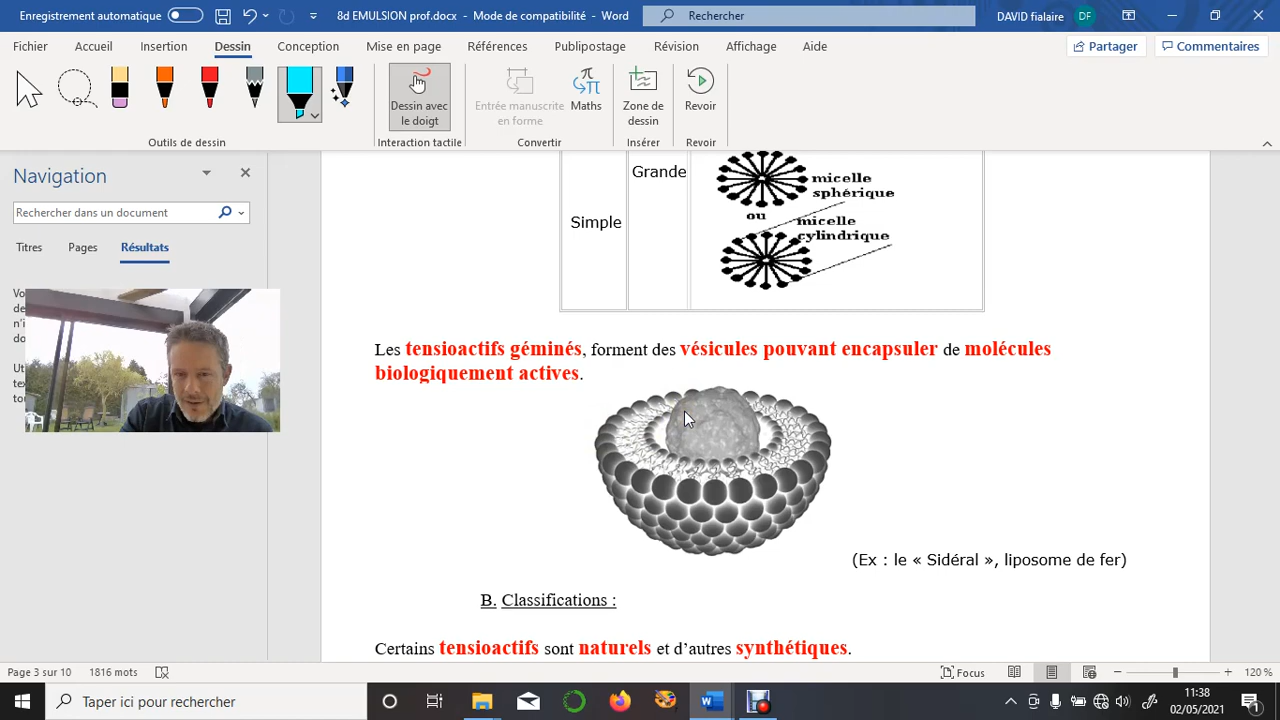 Enregistrement automatique
8d EMULSION prof.docx - Mode de compatibilité - Word
Rechercher
DAVID fialaire
DF
Fichier
Accueil
Insertion
Dessin
Conception
Mise en page
Références
Publipostage
Révision
Affichage
Aide
Partager
Commentaires
Dessin avec
le doigt
Entrée manuscrite
en forme
Maths
Zone de
dessin
Revoir
Outils de dessin
Interaction tactile
Convertir
Insérer
Revoir
Navigation
Rechercher dans un document
Titres
Pages
Résultats
Grande
Simple
micelle
sphérique
ou
micelle
cylindrique
Les tensioactifs géminés, forment des vésicules pouvant encapsuler de molécules
biologiquement actives.
(Ex : le « Sidéral », liposome de fer)
B. Classifications :
Certains tensioactifs sont naturels et d'autres synthétiques.
Page 3 sur 10
1816 mots
Focus
120 %
Taper ici pour rechercher
11:38
02/05/2021